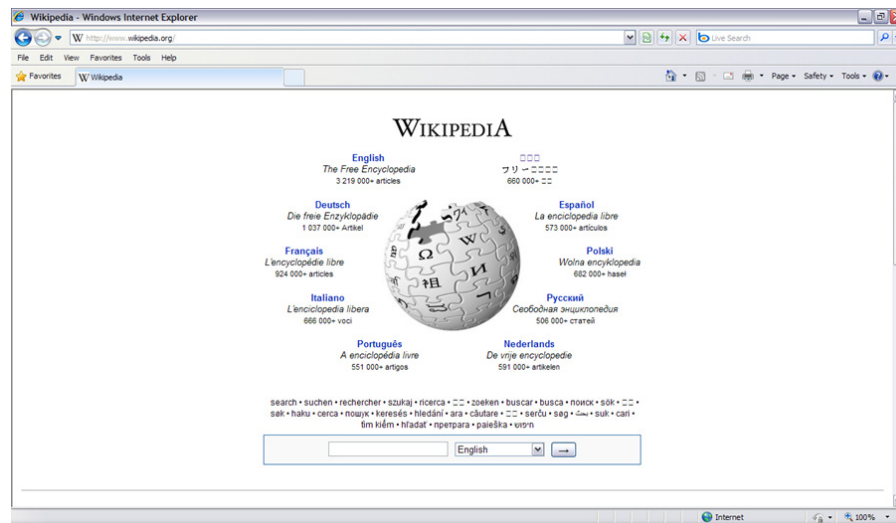 Wikipedia - Windows Internet Explorer
http://www.wikipedia.org/
Live Search
File Edit View Favorites Tools Help
Favorites
Wikipedia
Page
Safety
Tools
WIKIPEDIA
English
The Free Encyclopedia
3 219 000+ articles
□□□
フリー□□□□
660 000+ □□
Deutsch
Die freie Enzyklopädie
1 037 000+ Artikel
Español
La enciclopedia libre
573 000+ artículos
Français
L'encyclopédie libre
924 000+ articles
Polski
Wolna encyklopedia
682 000+ haseł
Italiano
L'enciclopedia libera
666 000+ voci
Русский
Свободная энциклопедия
506 000+ статей
Português
A enciclopédia livre
551 000+ artigos
Nederlands
De vrije encyclopedie
591 000+ artikelen
Ω
W
И
祖
search • suchen • rechercher • szukaj • ricerca • □□ • zoeken • buscar • busca • поиск • sök • □□ •
søk • haku • cerca • пошук • keresés • hledání • ara • căutare • □□ • serĉu • søg • بحث • suk • cari •
tìm kiếm • hľadať • претрага • paieška • חיפוש
English
→
Internet
100%